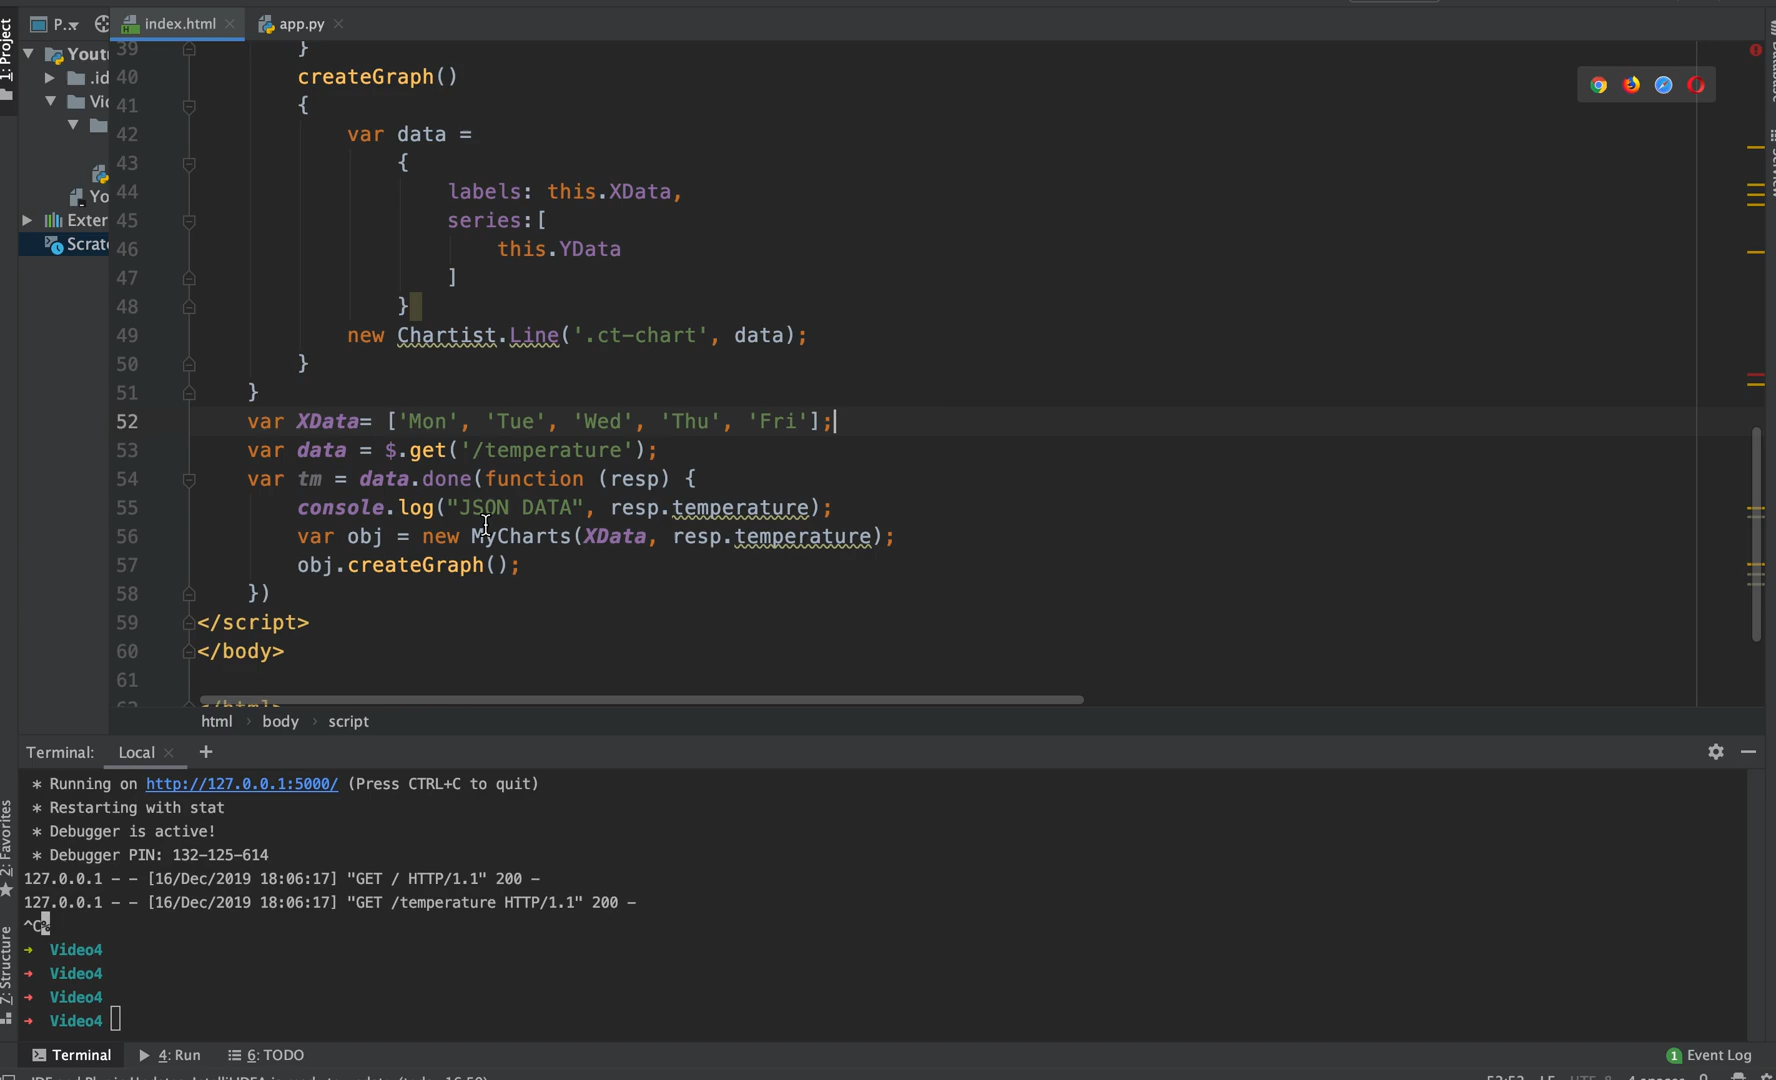 P...
index.html
app.py
1: Project
Youtu
.id
Vid
Yo
Exter
Scratc
39 }
40 createGraph()
41 {
42 var data =
43 {
44 labels: this.XData,
45 series:[
46 this.YData
47 ]
48 }
49 new Chartist.Line('.ct-chart', data);
50 }
51 }
52 var XData= ['Mon', 'Tue', 'Wed', 'Thu', 'Fri'];
53 var data = $.get('/temperature');
54 var tm = data.done(function (resp) {
55 console.log("JSON DATA", resp.temperature);
56 var obj = new MyCharts(XData, resp.temperature);
57 obj.createGraph();
58 })
59 </script>
60 </body>
61
62 </html>
html › body › script
Terminal: Local +
* Running on http://127.0.0.1:5000/ (Press CTRL+C to quit)
* Restarting with stat
* Debugger is active!
* Debugger PIN: 132-125-614
127.0.0.1 - - [16/Dec/2019 18:06:17] "GET / HTTP/1.1" 200 -
127.0.0.1 - - [16/Dec/2019 18:06:17] "GET /temperature HTTP/1.1" 200 -
^C%
→ Video4
→ Video4
→ Video4
→ Video4
2: Favorites
7: Structure
Terminal
4: Run
6: TODO
1 Event Log